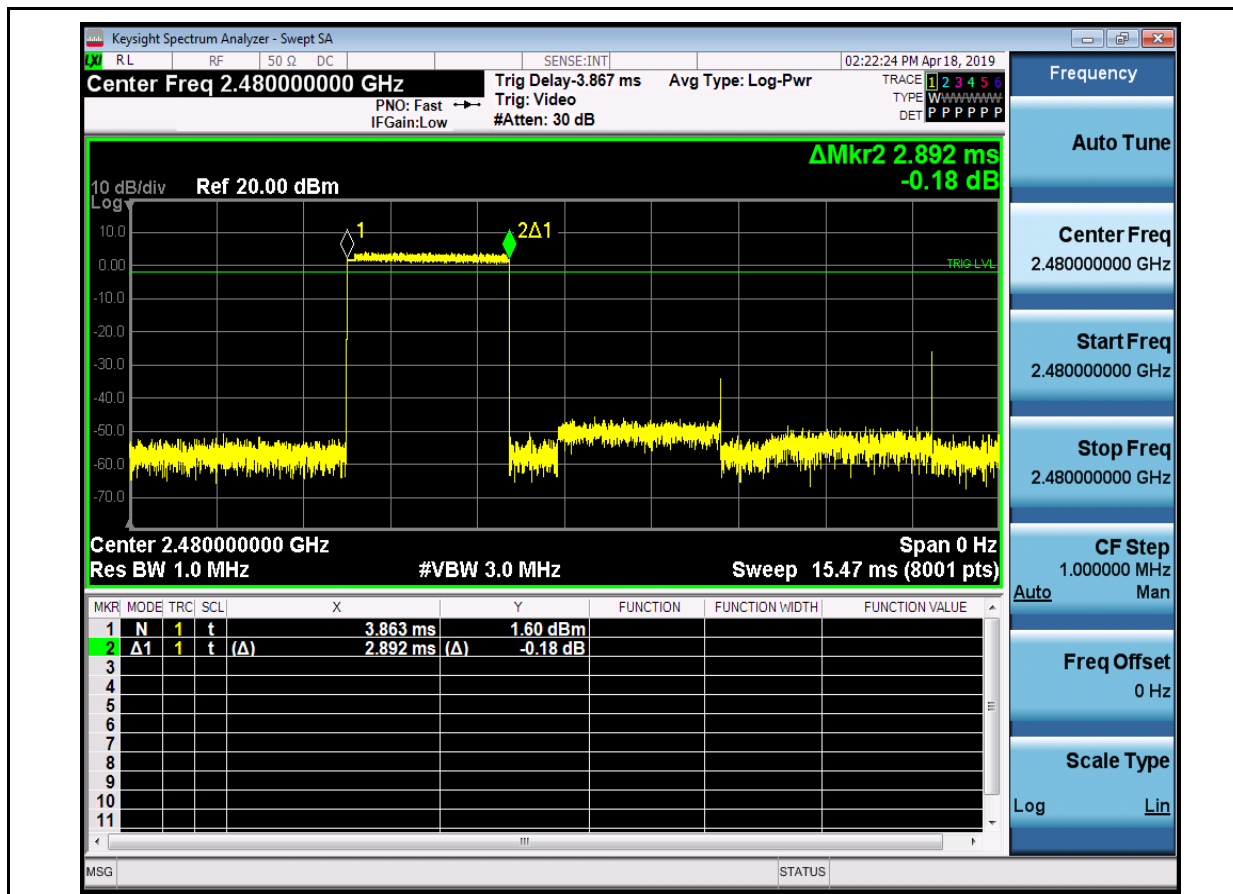 Keysight Spectrum Analyzer - Swept SA
LXI RL RF 50 Ω DC SENSE:INT 02:22:24 PM Apr 18, 2019
Center Freq 2.480000000 GHz
PNO: Fast
IFGain:Low
Trig Delay-3.867 ms
Trig: Video
#Atten: 30 dB
Avg Type: Log-Pwr
TRACE 1 2 3 4 5 6
TYPE WWWWWW
DET P P P P P P
ΔMkr2 2.892 ms
-0.18 dB
10 dB/div Ref 20.00 dBm
Log
10.0
0.00
-10.0
-20.0
-30.0
-40.0
-50.0
-60.0
-70.0
1
2Δ1
TRIG LVL
Center 2.480000000 GHz Span 0 Hz
Res BW 1.0 MHz #VBW 3.0 MHz Sweep 15.47 ms (8001 pts)
MKR MODE TRC SCL X Y FUNCTION FUNCTION WIDTH FUNCTION VALUE
1 N 1 t 3.863 ms 1.60 dBm
2 Δ1 1 t (Δ) 2.892 ms (Δ) -0.18 dB
3
4
5
6
7
8
9
10
11
MSG STATUS
Frequency
Auto Tune
Center Freq
2.480000000 GHz
Start Freq
2.480000000 GHz
Stop Freq
2.480000000 GHz
CF Step
1.000000 MHz
Auto Man
Freq Offset
0 Hz
Scale Type
Log Lin